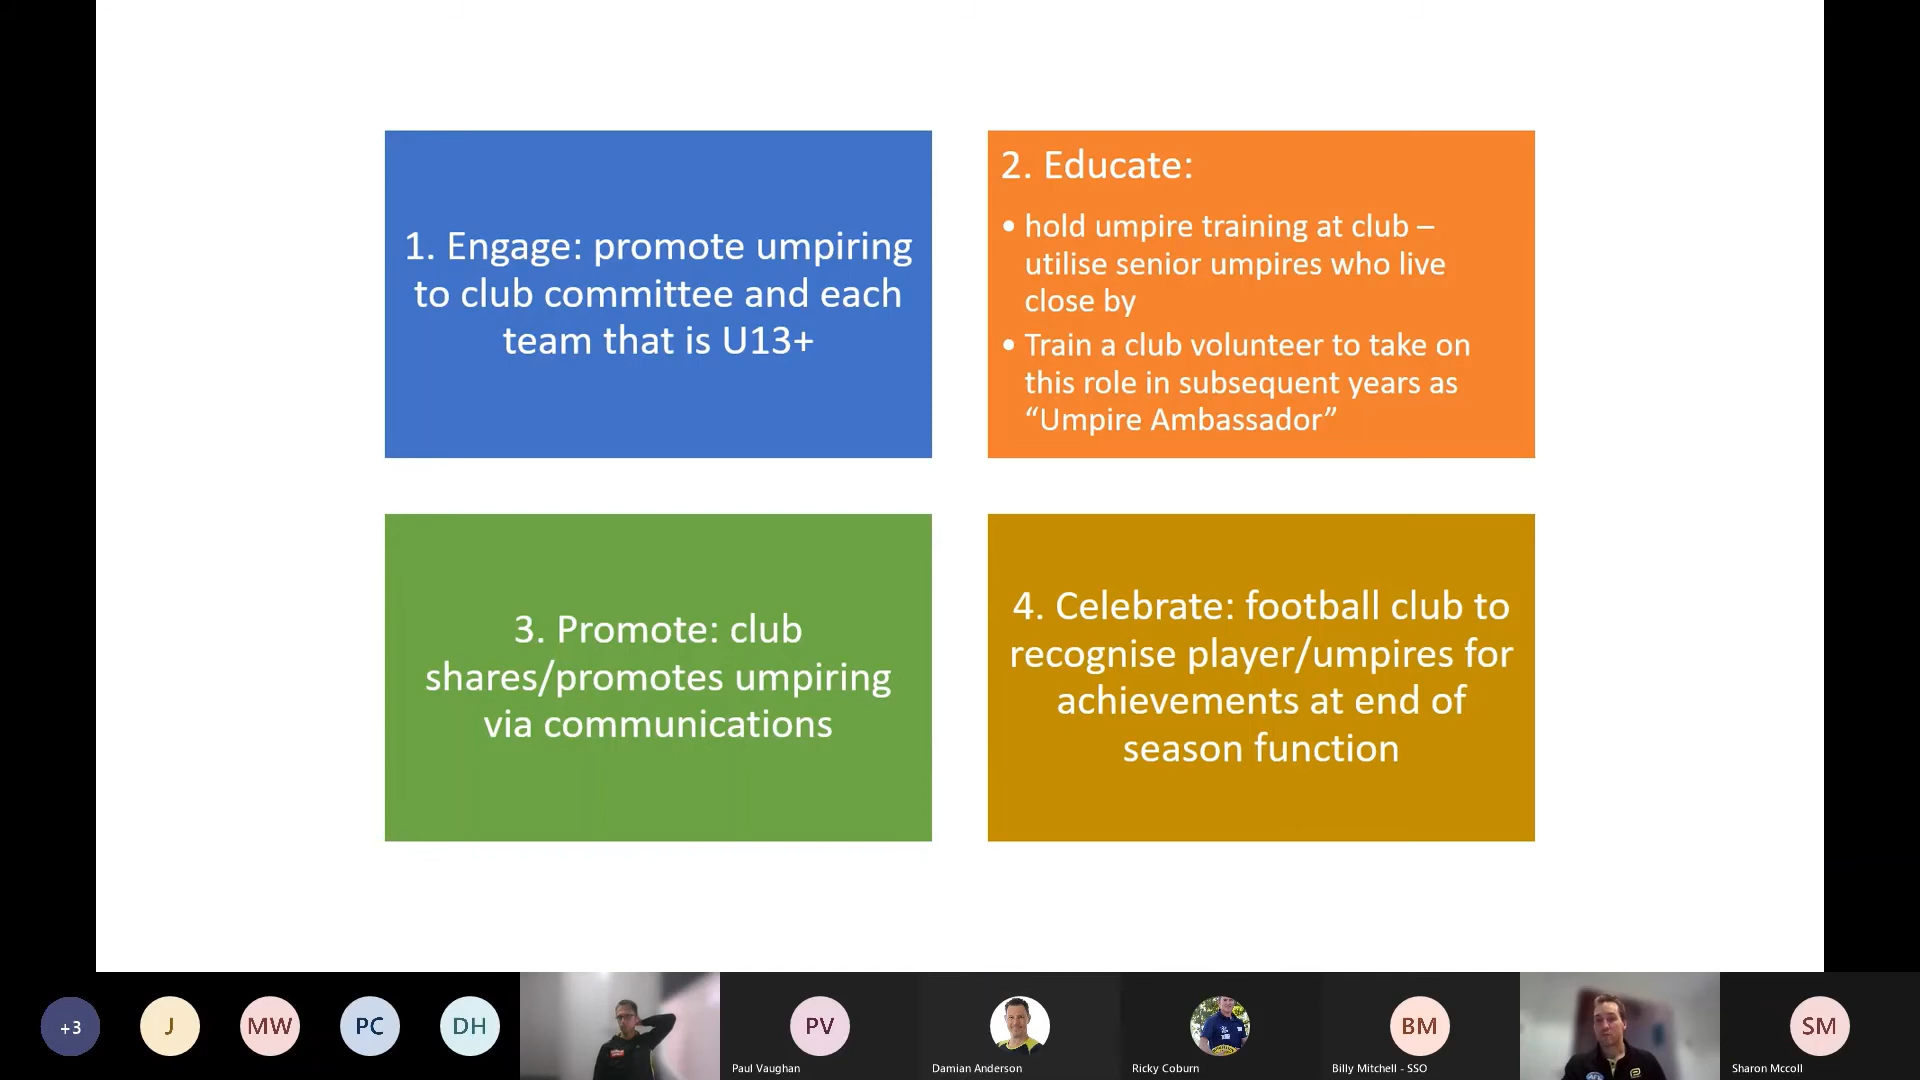 1. Engage: promote umpiring
to club committee and each
team that is U13+
2. Educate:
• hold umpire training at club –
utilise senior umpires who live
close by
• Train a club volunteer to take on
this role in subsequent years as
“Umpire Ambassador”
3. Promote: club
shares/promotes umpiring
via communications
4. Celebrate: football club to
recognise player/umpires for
achievements at end of
season function
+3
J
MW
PC
DH
PV
Paul Vaughan
Damian Anderson
Ricky Coburn
BM
Billy Mitchell - SSO
SM
Sharon Mccoll